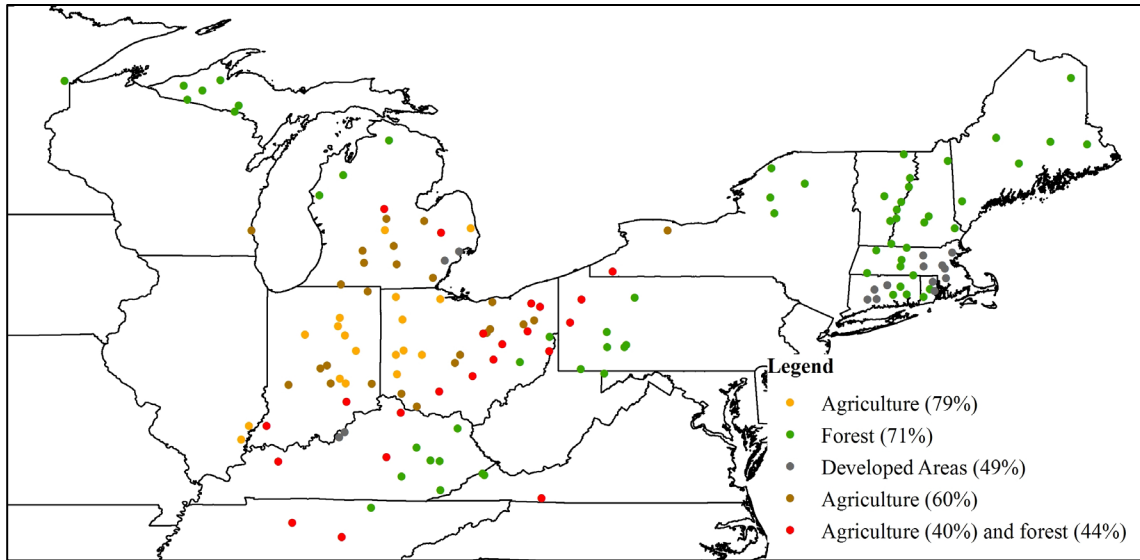 Legend
Agriculture (79%)
Forest (71%)
Developed Areas (49%)
Agriculture (60%)
Agriculture (40%) and forest (44%)